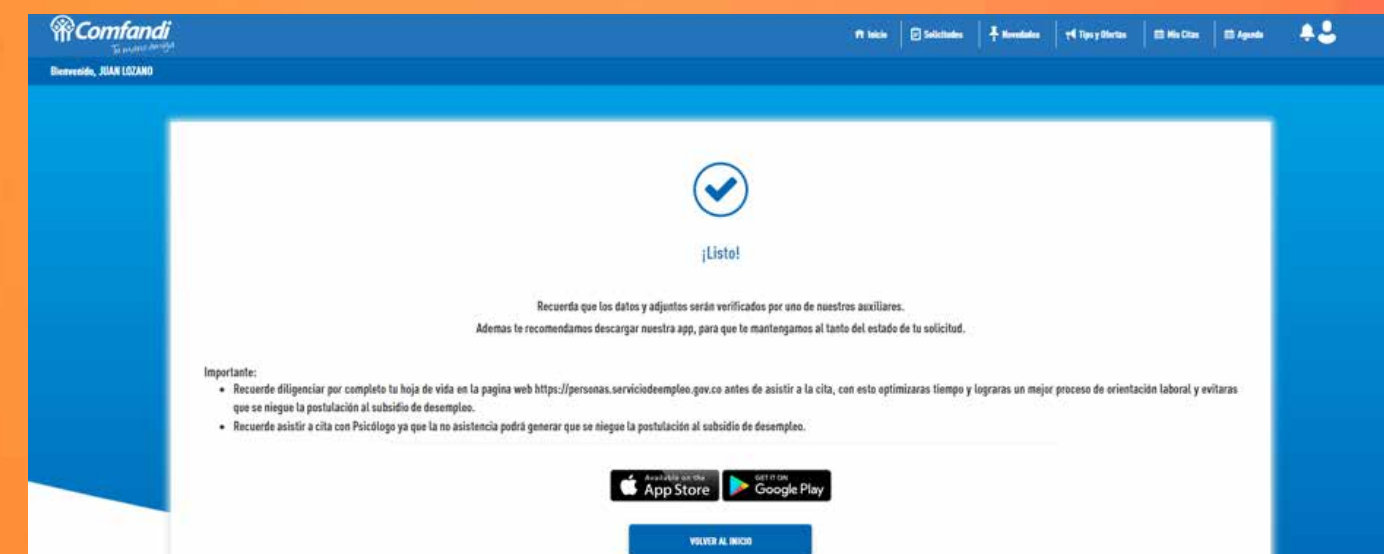 Comfandi
Tu mano amiga
Inicio
Solicitudes
Novedades
Tips y Ofertas
Mis Citas
Agenda
Bienvenido, JUAN LOZANO
¡Listo!
Recuerda que los datos y adjuntos serán verificados por uno de nuestros auxiliares.
Ademas te recomendamos descargar nuestra app, para que te mantengamos al tanto del estado de tu solicitud.
Importante:
• Recuerde diligenciar por completo tu hoja de vida en la pagina web https://personas.serviciodeempleo.gov.co antes de asistir a la cita, con esto optimizaras tiempo y lograras un mejor proceso de orientación laboral y evitaras
que se niegue la postulación al subsidio de desempleo.
• Recuerde asistir a cita con Psicólogo ya que la no asistencia podrá generar que se niegue la postulación al subsidio de desempleo.
Available on the
App Store
GET IT ON
Google Play
VOLVER AL INICIO